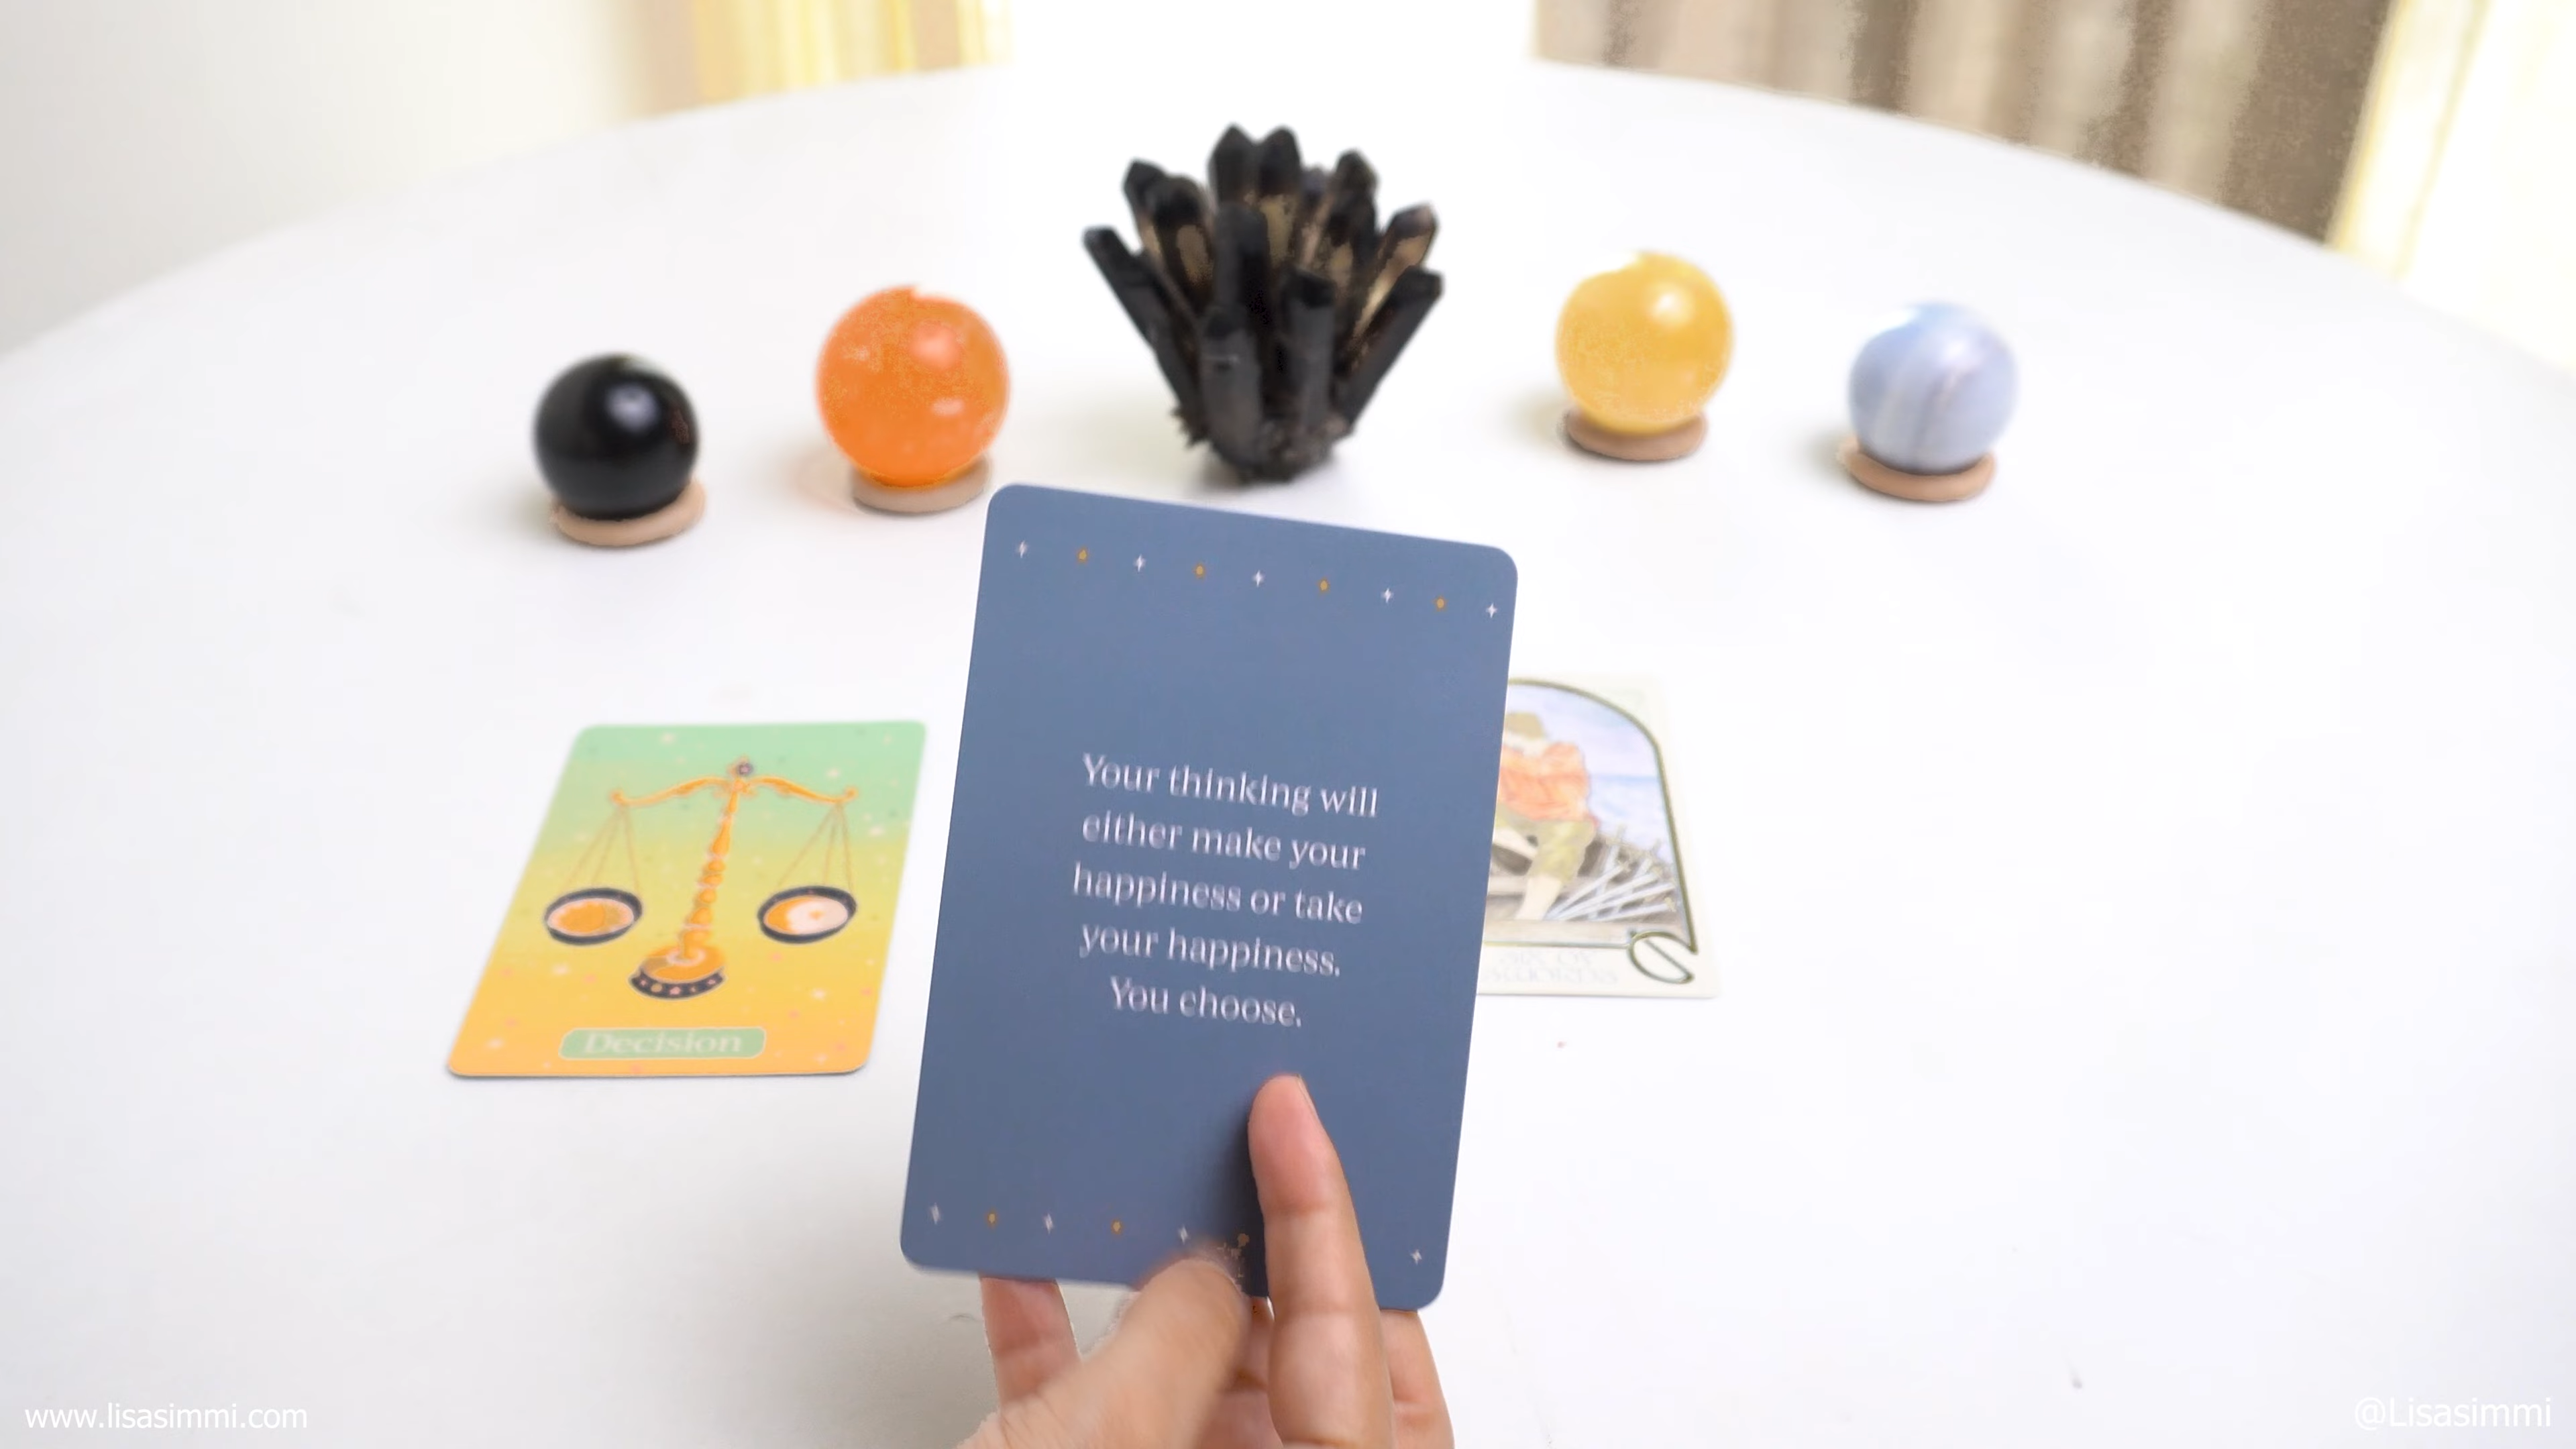 Your thinking will
either make your
happiness or take
your happiness.
You choose.
Decision
www.lisasimmi.com
@Lisasimmi